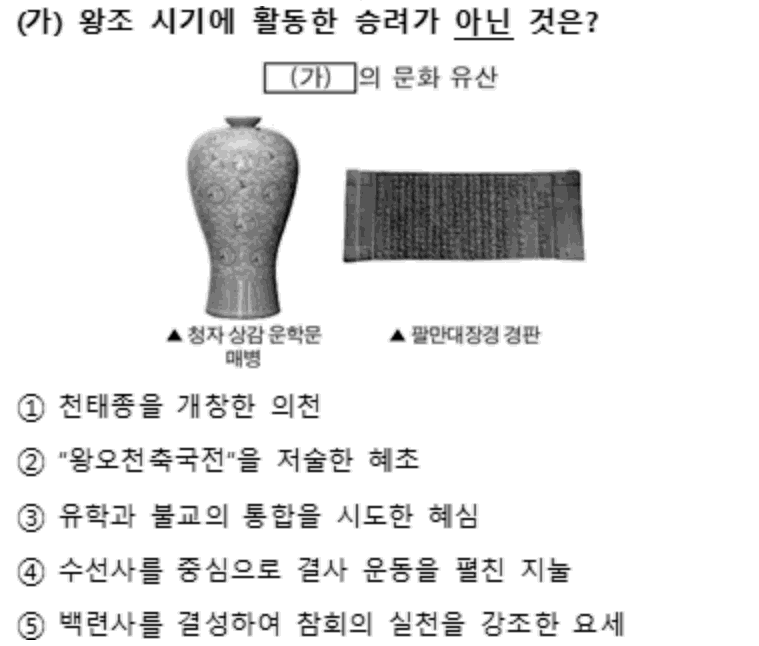 (가) 왕조 시기에 활동한 승려가 아닌 것은?
(가) 의 문화 유산
▲ 청자 상감 운학문 매병
▲ 팔만대장경 경판
① 천태종을 개창한 의천
② “왕오천축국전”을 저술한 혜초
③ 유학과 불교의 통합을 시도한 혜심
④ 수선사를 중심으로 결사 운동을 펼친 지눌
⑤ 백련사를 결성하여 참회의 실천을 강조한 요세